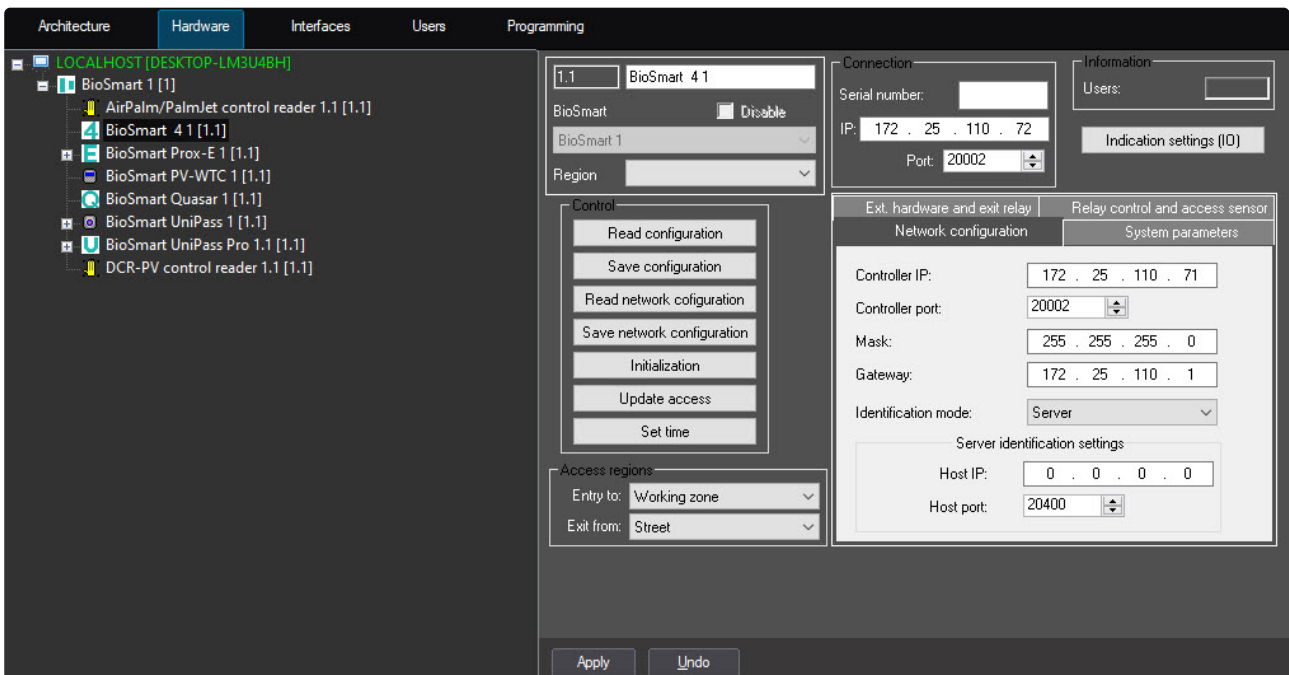 Architecture Hardware Interfaces Users Programming
LOCALHOST [DESKTOP-LM3U4BH]
BioSmart 1 [1]
AirPalm/PalmJet control reader 1.1 [1.1]
4 BioSmart 4 1 [1.1]
E BioSmart Prox-E 1 [1.1]
BioSmart PV-WTC 1 [1.1]
BioSmart Quasar 1 [1.1]
BioSmart UniPass 1 [1.1]
U BioSmart UniPass Pro 1.1 [1.1]
DCR-PV control reader 1.1 [1.1]
1.1 BioSmart 4 1
BioSmart Disable
BioSmart 1
Region
Control
Read configuration
Save configuration
Read network cofiguration
Save network configuration
Initialization
Update access
Set time
Access regions
Entry to: Working zone
Exit from: Street
Connection
Serial number:
IP: 172 . 25 . 110 . 72
Port: 20002
Information
Users:
Indication settings (IO)
Ext. hardware and exit relay Relay control and access sensor
Network configuration System parameters
Controller IP: 172 . 25 . 110 . 71
Controller port: 20002
Mask: 255 . 255 . 255 . 0
Gateway: 172 . 25 . 110 . 1
Identification mode: Server
Server identification settings
Host IP: 0 . 0 . 0 . 0
Host port: 20400
Apply Undo